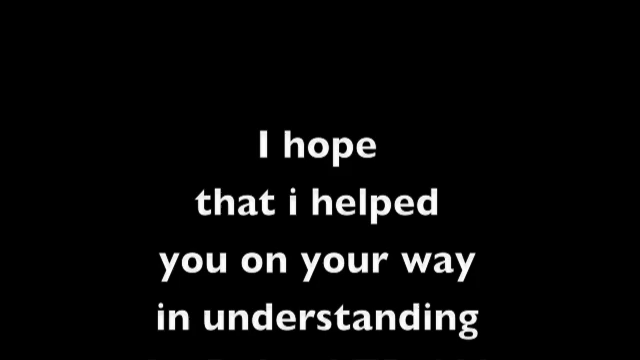 I hope
that i helped
you on your way
in understanding